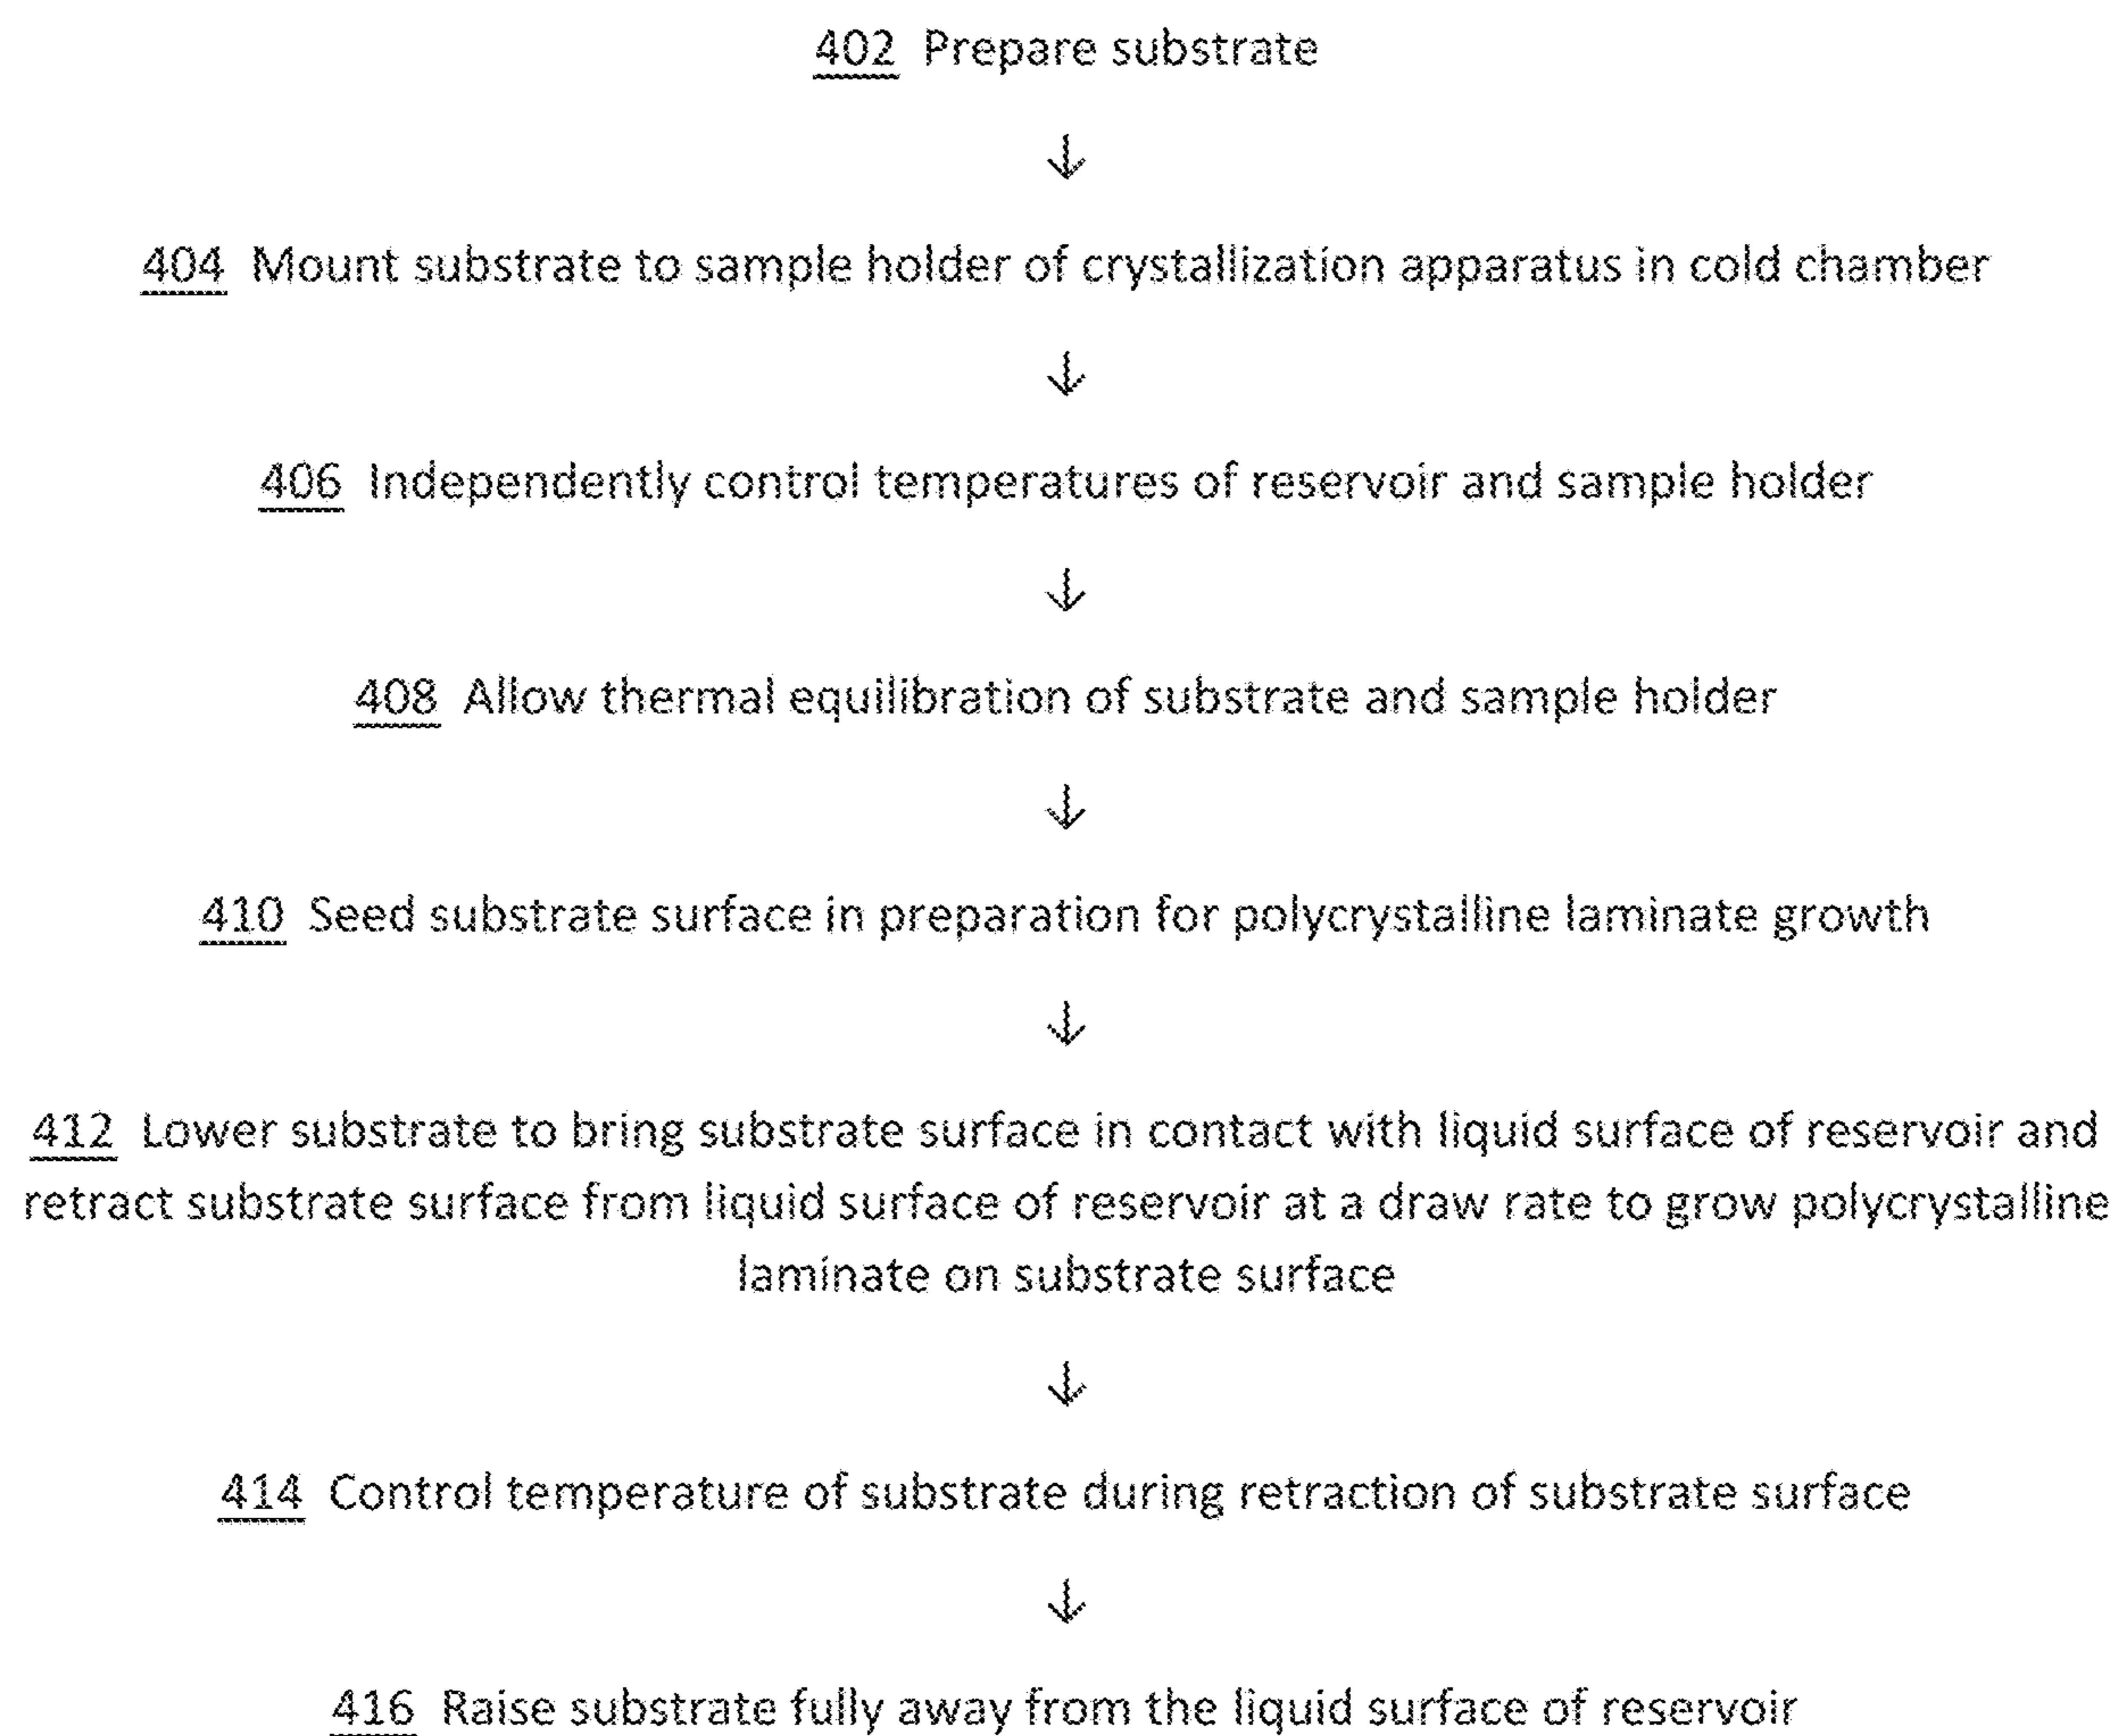 402 Prepare substrate
↓
404 Mount substrate to sample holder of crystallization apparatus in cold chamber
↓
406 Independently control temperatures of reservoir and sample holder
↓
408 Allow thermal equilibration of substrate and sample holder
↓
410 Seed substrate surface in preparation for polycrystalline laminate growth
↓
412 Lower substrate to bring substrate surface in contact with liquid surface of reservoir and
retract substrate surface from liquid surface of reservoir at a draw rate to grow polycrystalline
laminate on substrate surface
↓
414 Control temperature of substrate during retraction of substrate surface
↓
416 Raise substrate fully away from the liquid surface of reservoir